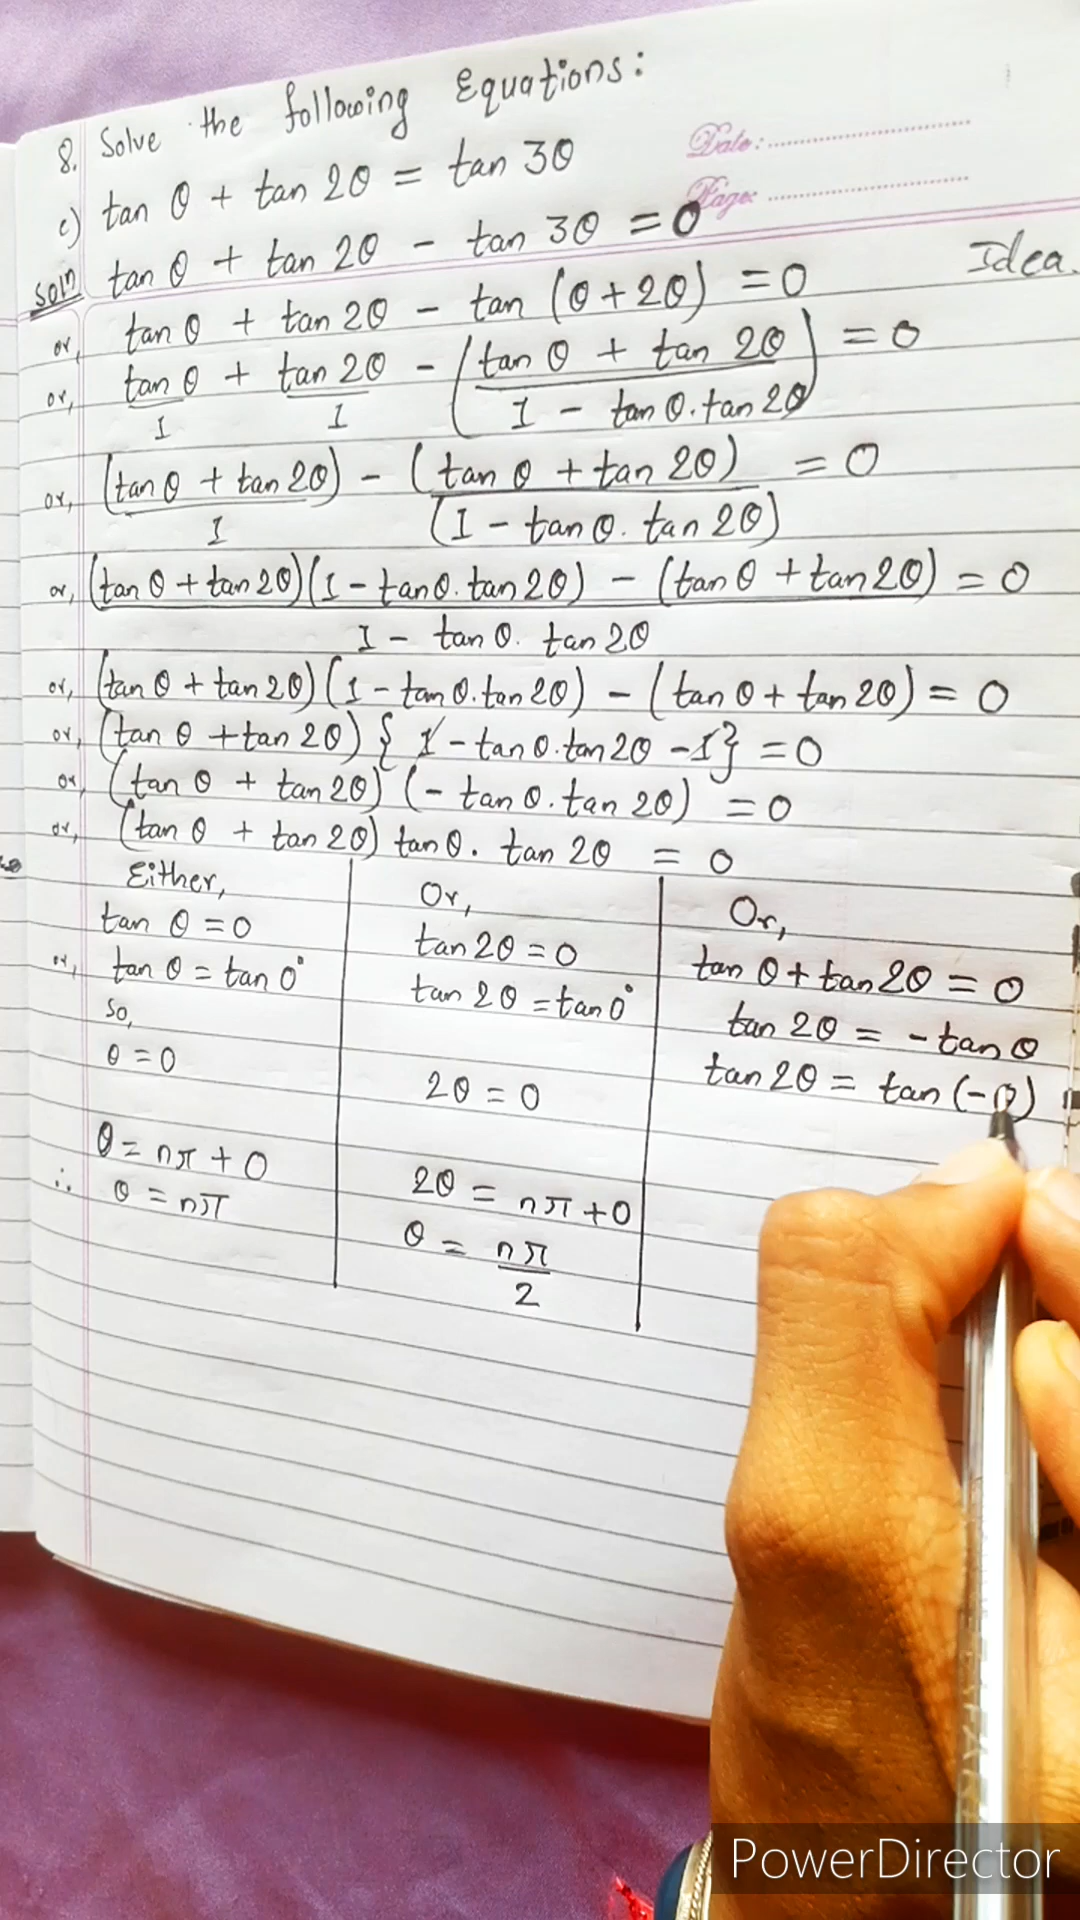 8. Solve the following Equations:
Date:
c) tan θ + tan 2θ = tan 3θ
Page:
Soln tan θ + tan 2θ - tan 3θ = 0
Idea.
or, tan θ + tan 2θ - tan (θ + 2θ) = 0
or, tan θ/1 + tan 2θ/1 - (tan θ + tan 2θ / 1 - tan θ . tan 2θ) = 0
or, (tan θ + tan 2θ)/1 - (tan θ + tan 2θ)/(1 - tan θ . tan 2θ) = 0
or, (tan θ + tan 2θ)(1 - tan θ . tan 2θ) - (tan θ + tan 2θ) = 0
1 - tan θ . tan 2θ
or, (tan θ + tan 2θ)(1 - tan θ . tan 2θ) - (tan θ + tan 2θ) = 0
or, (tan θ + tan 2θ) { 1 - tan θ . tan 2θ - 1} = 0
or, (tan θ + tan 2θ) (- tan θ . tan 2θ) = 0
or, (tan θ + tan 2θ) tan θ . tan 2θ = 0
Either,
tan θ = 0
or, tan θ = tan 0°
So,
θ = 0
θ = nπ + 0
∴ θ = nπ
Or,
tan 2θ = 0
tan 2θ = tan 0°
2θ = 0
2θ = nπ + 0
θ = nπ/2
Or,
tan θ + tan 2θ = 0
tan 2θ = - tan θ
tan 2θ = tan (-θ)
PowerDirector